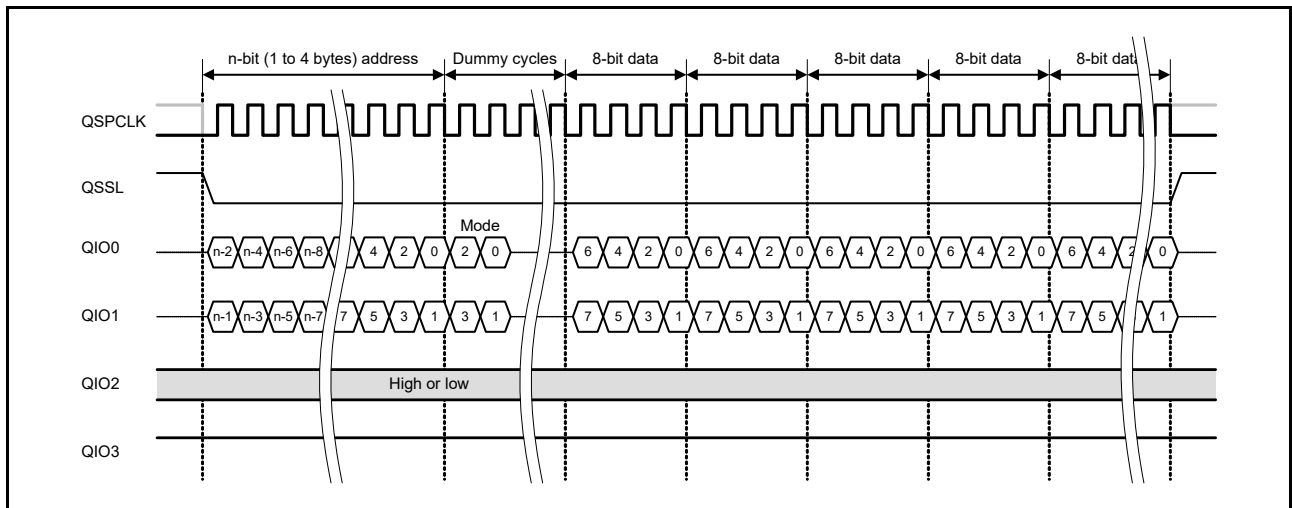 n-bit (1 to 4 bytes) address Dummy cycles 8-bit data 8-bit data 8-bit data 8-bit data 8-bit data
QSPCLK
QSSL
Mode
QIO0 n-2 n-4 n-6 n-8 4 2 0 2 0 6 4 2 0 6 4 2 0 6 4 2 0 6 4 2 0 6 4 2 0
QIO1 n-1 n-3 n-5 n-7 7 5 3 1 3 1 7 5 3 1 7 5 3 1 7 5 3 1 7 5 3 1 7 5 1
QIO2 High or low
QIO3